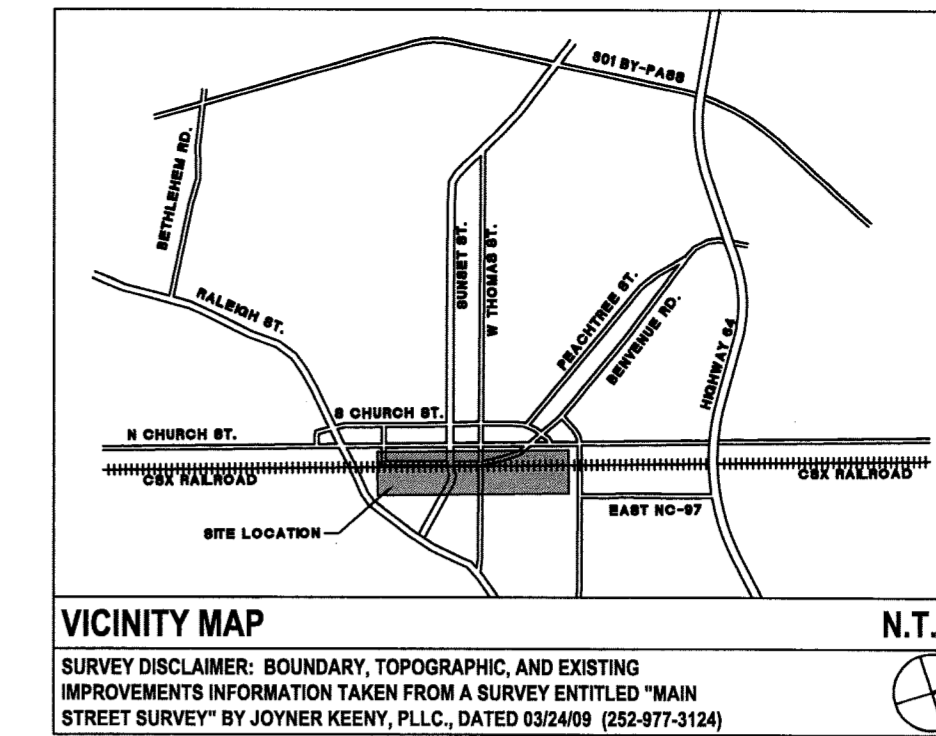 301 BY-PASS
BETHLEHEM RD.
SUNSET ST.
W THOMAS ST.
RALEIGH ST.
PEACHTREE ST.
BENVENUE RD.
HIGHWAY 64
S CHURCH ST.
N CHURCH ST.
CSX RAILROAD
CSX RAILROAD
EAST NC-97
SITE LOCATION
VICINITY MAP
N.T.
SURVEY DISCLAIMER: BOUNDARY, TOPOGRAPHIC, AND EXISTING
IMPROVEMENTS INFORMATION TAKEN FROM A SURVEY ENTITLED "MAIN
STREET SURVEY" BY JOYNER KEENY, PLLC., DATED 03/24/09 (252-977-3124)